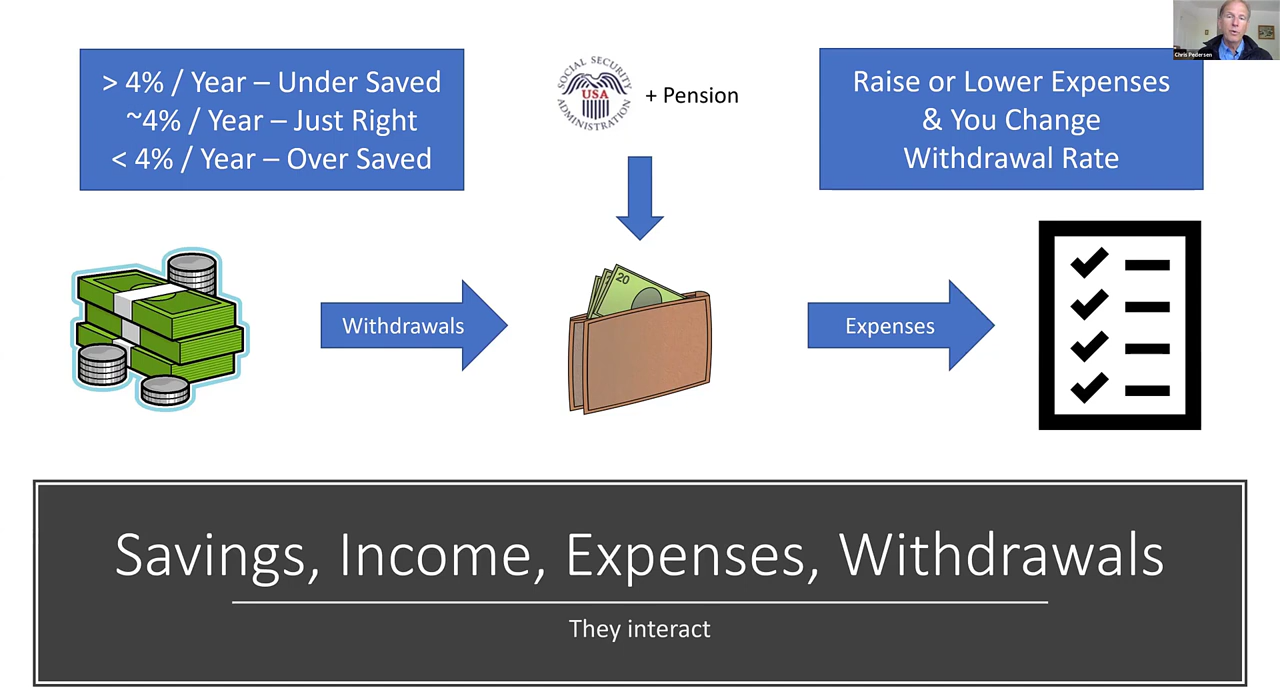 > 4% / Year – Under Saved
~4% / Year – Just Right
< 4% / Year – Over Saved
SOCIAL SECURITY
USA
ADMINISTRATION
+ Pension
Raise or Lower Expenses
& You Change
Withdrawal Rate
Chris Pedersen
Withdrawals
20
Expenses
Savings, Income, Expenses, Withdrawals
They interact